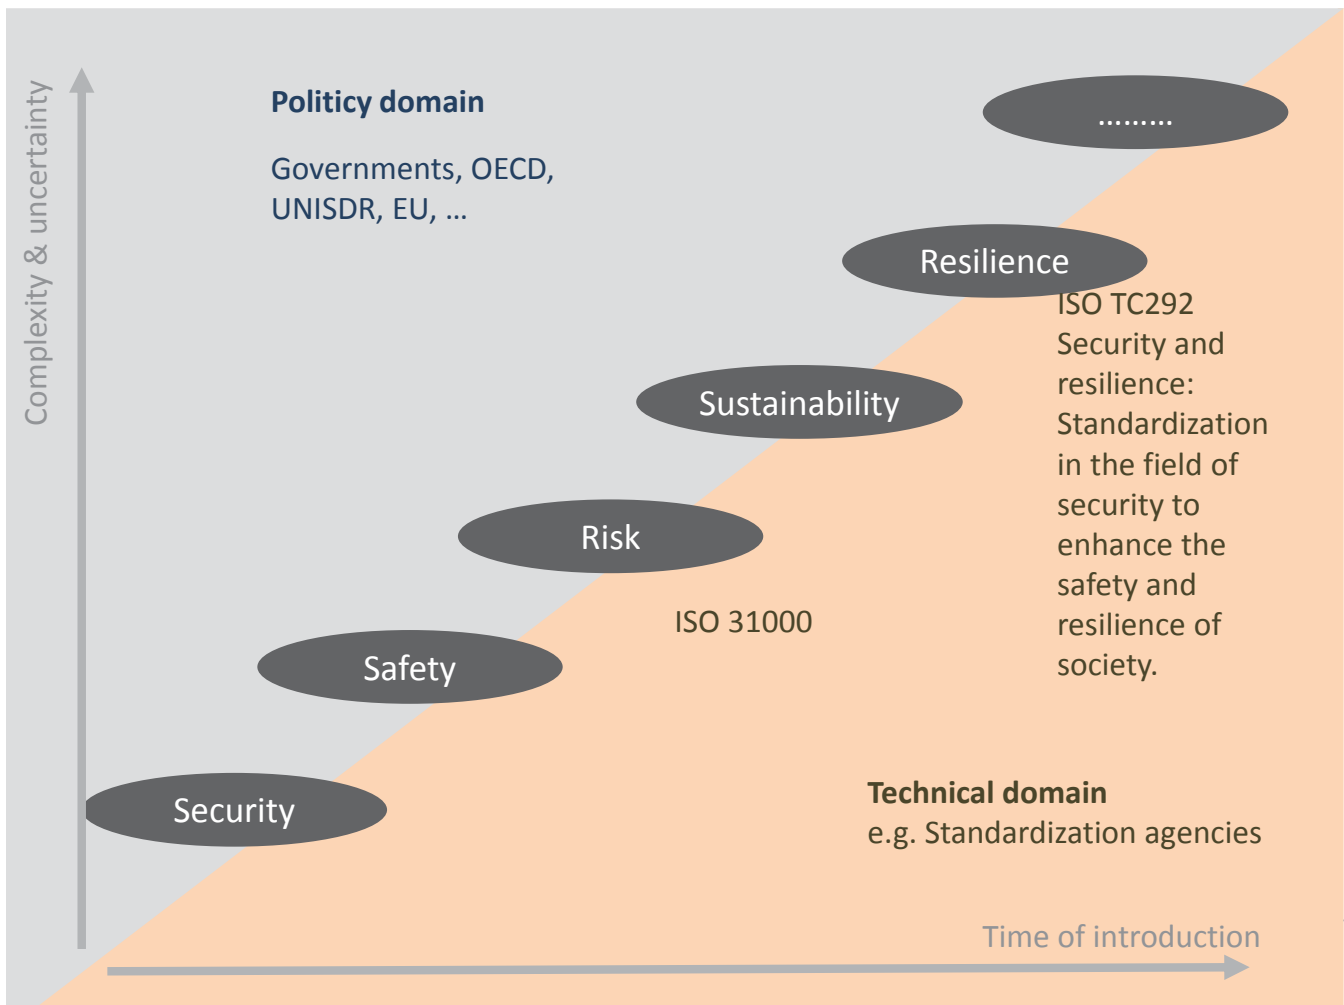 Complexity & uncertainty
Politicy domain
Governments, OECD,
UNISDR, EU, ...
.........
Resilience
ISO TC292
Security and
resilience:
Standardization
in the field of
security to
enhance the
safety and
resilience of
society.
Sustainability
Risk
ISO 31000
Safety
Security
Technical domain
e.g. Standardization agencies
Time of introduction